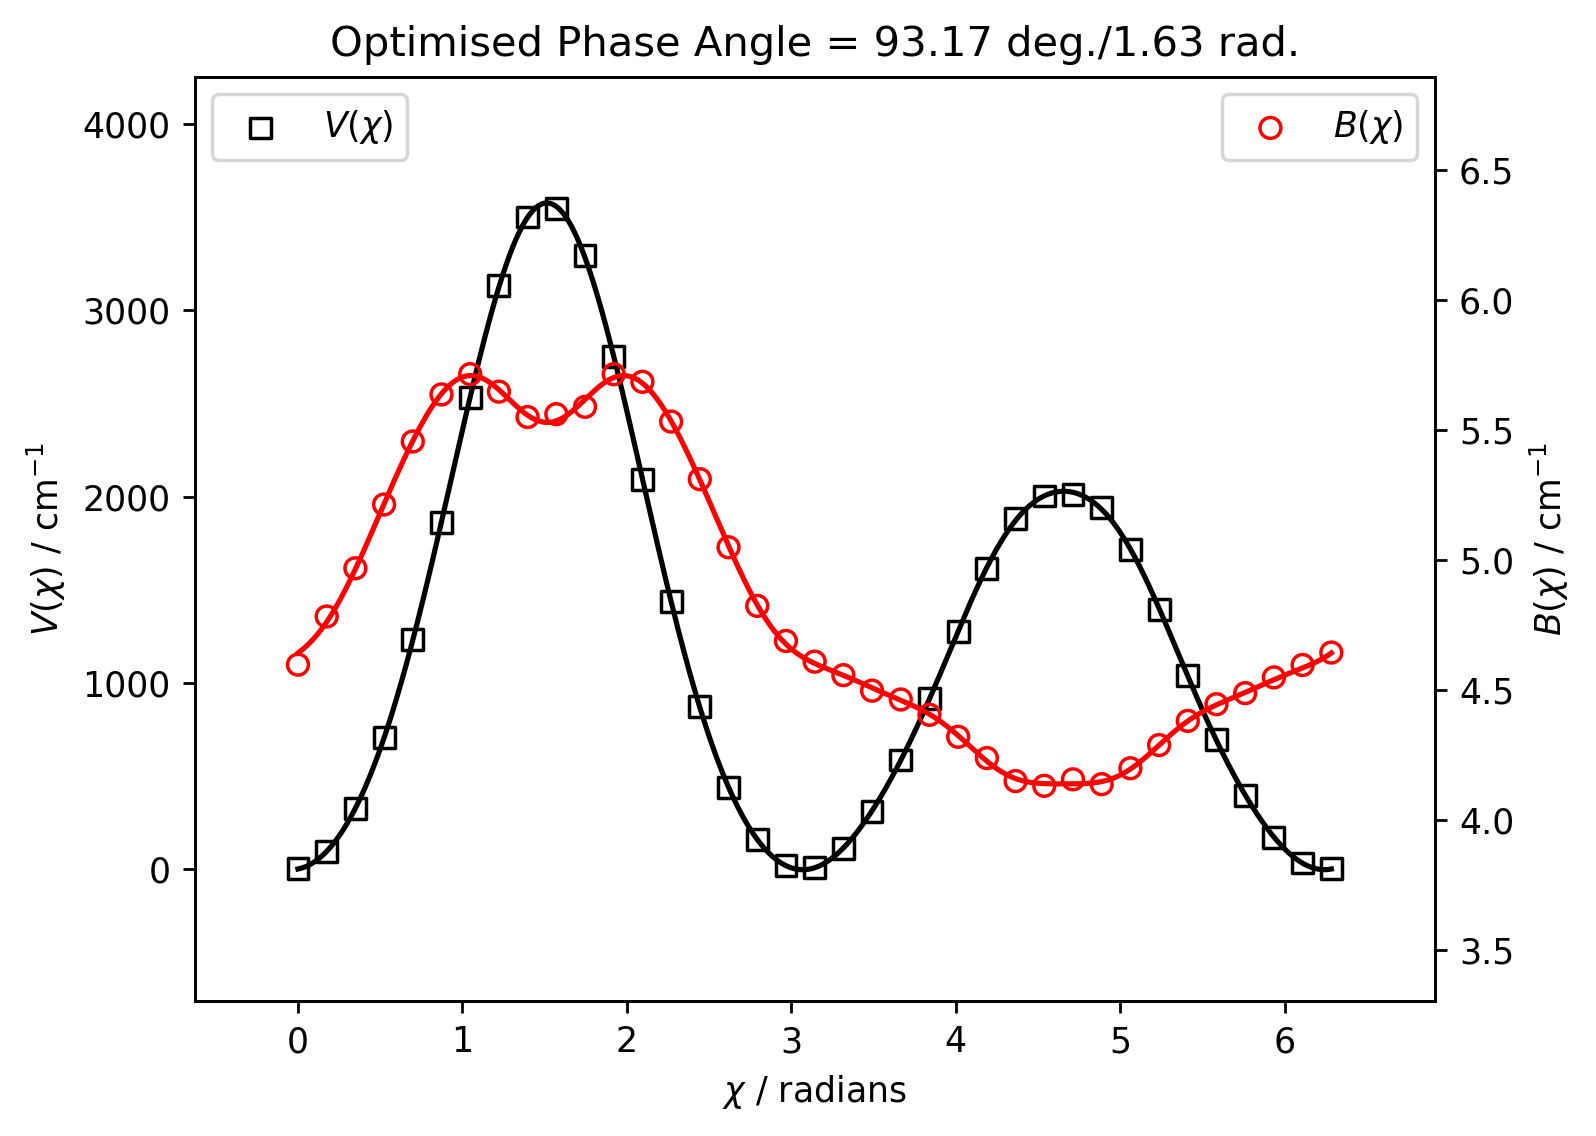 Optimised Phase Angle = 93.17 deg./1.63 rad.
V(χ)
B(χ)
4000
3000
2000
1000
0
V(χ) / cm⁻¹
6.5
6.0
5.5
5.0
4.5
4.0
3.5
B(χ) / cm⁻¹
0 1 2 3 4 5 6
χ / radians